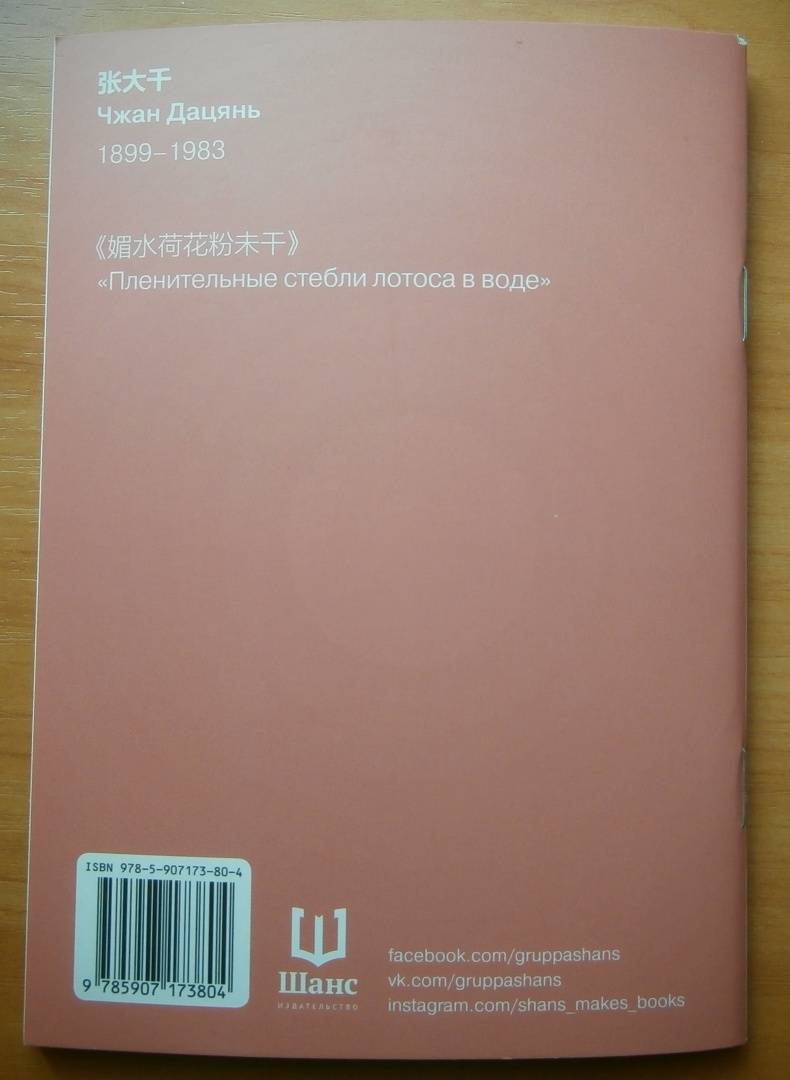 张大千
Чжан Дацянь
1899–1983
《媚水荷花粉未干》
«Пленительные стебли лотоса в воде»
ISBN 978-5-907173-80-4
9 785907 173804
Шанс
ИЗДАТЕЛЬСТВО
facebook.com/gruppashans
vk.com/gruppashans
instagram.com/shans_makes_books